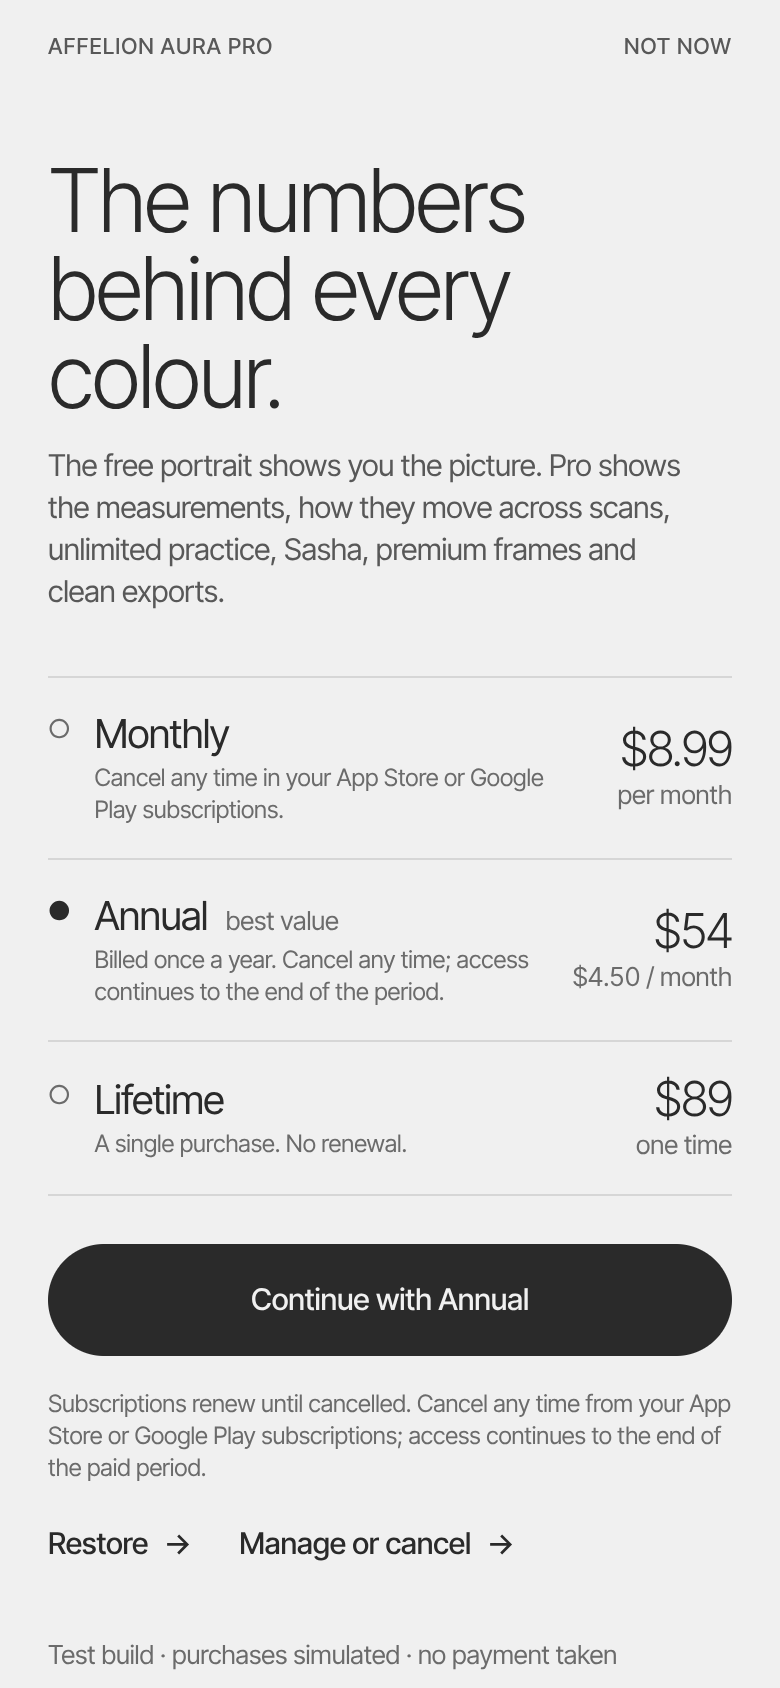 AFFELION AURA PRO
NOT NOW
The numbers
behind every
colour.
The free portrait shows you the picture. Pro shows
the measurements, how they move across scans,
unlimited practice, Sasha, premium frames and
clean exports.
Monthly
Cancel any time in your App Store or Google
Play subscriptions.
$8.99
per month
Annual best value
Billed once a year. Cancel any time; access
continues to the end of the period.
$54
$4.50 / month
Lifetime
A single purchase. No renewal.
$89
one time
Continue with Annual
Subscriptions renew until cancelled. Cancel any time from your App
Store or Google Play subscriptions; access continues to the end of
the paid period.
Restore → Manage or cancel →
Test build · purchases simulated · no payment taken